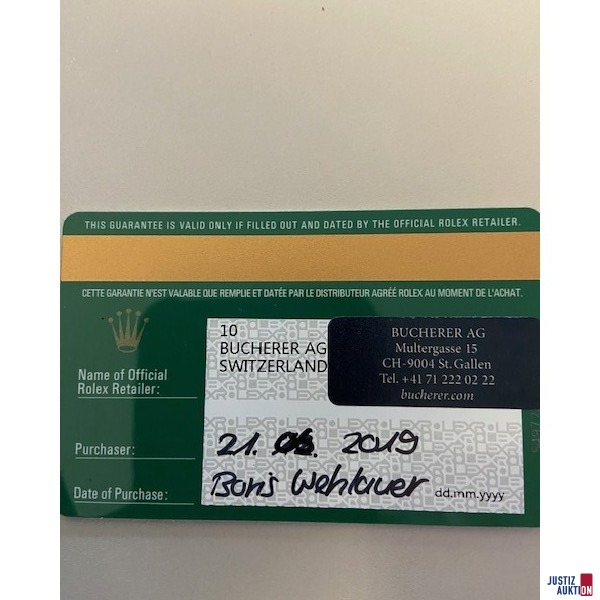 THIS GUARANTEE IS VALID ONLY IF FILLED OUT AND DATED BY THE OFFICIAL ROLEX RETAILER.
CETTE GARANTIE N'EST VALABLE QUE REMPLIE ET DATÉE PAR LE DISTRIBUTEUR AGRÉÉ ROLEX AU MOMENT DE L'ACHAT.
Name of Official
Rolex Retailer:
10
BUCHERER AG
SWITZERLAND
BUCHERER AG
Multergasse 15
CH-9004 St. Gallen
Tel. +41 71 222 02 22
bucherer.com
Purchaser:
21. 06. 2019
Date of Purchase:
Boris Wehlauer
dd.mm.yyyy
JUSTIZ
AUKTION